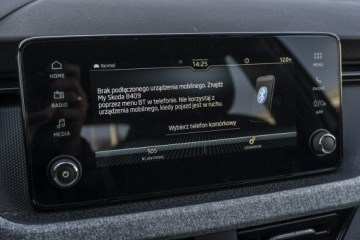 Normal 14:25 12.0°
HOME
MENU
RADIO
MEDIA
Brak podłączonego urządzenia mobilnego. Znajdź
My Skoda 8409
poprzez menu BT w telefonie. Nie korzystaj z
urządzenia mobilnego, kiedy pojazd jest w ruchu.
Wybierz telefon komórkowy
SOS